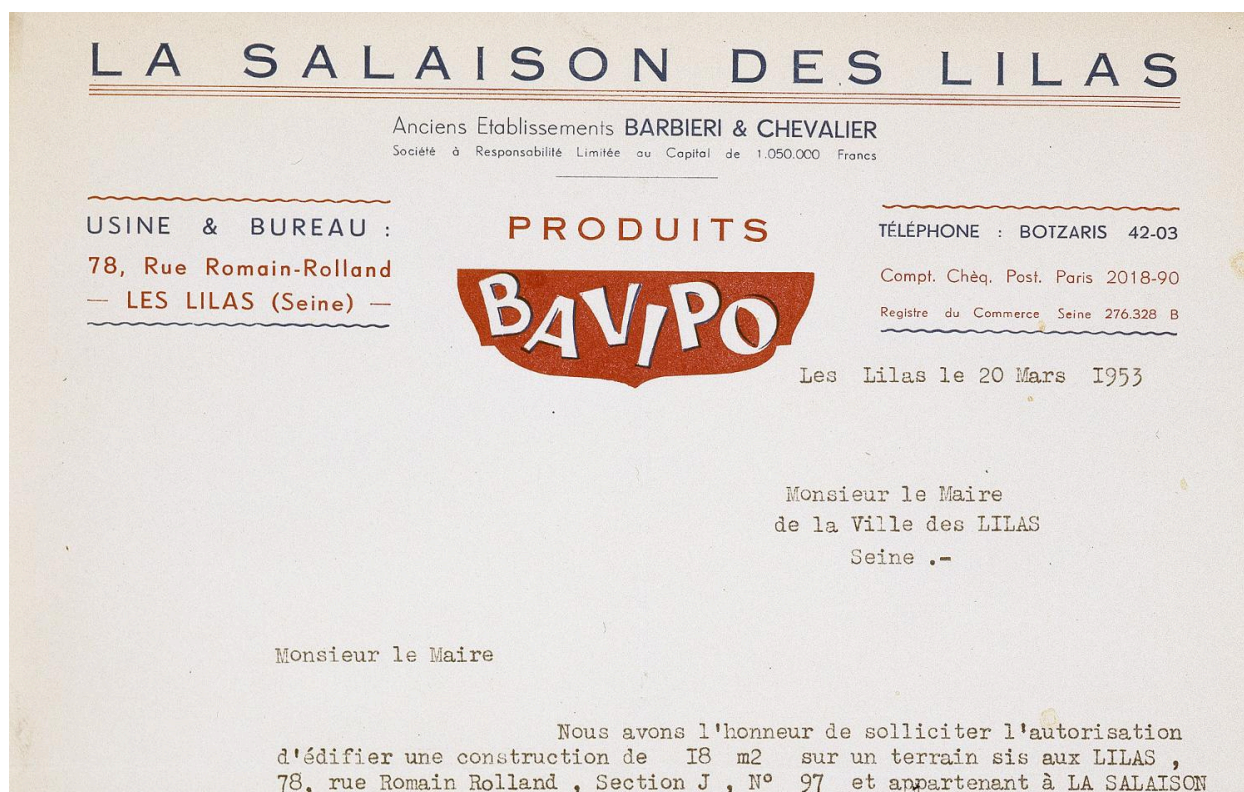 LA SALAISON DES LILAS
Anciens Etablissements BARBIERI & CHEVALIER
Société à Responsabilité Limitée au Capital de 1.050.000 Francs
USINE & BUREAU :
78, Rue Romain-Rolland
— LES LILAS (Seine) —
PRODUITS
BAVIPO
TÉLÉPHONE : BOTZARIS 42-03
Compt. Chèq. Post. Paris 2018-90
Registre du Commerce Seine 276.328 B
Les Lilas le 20 Mars I953
Monsieur le Maire
de la Ville des LILAS
Seine .-
Monsieur le Maire
Nous avons l'honneur de solliciter l'autorisation
d'édifier une construction de I8 m2 sur un terrain sis aux LILAS ,
78, rue Romain Rolland , Section J , N° 97 et appartenant à LA SALAISON